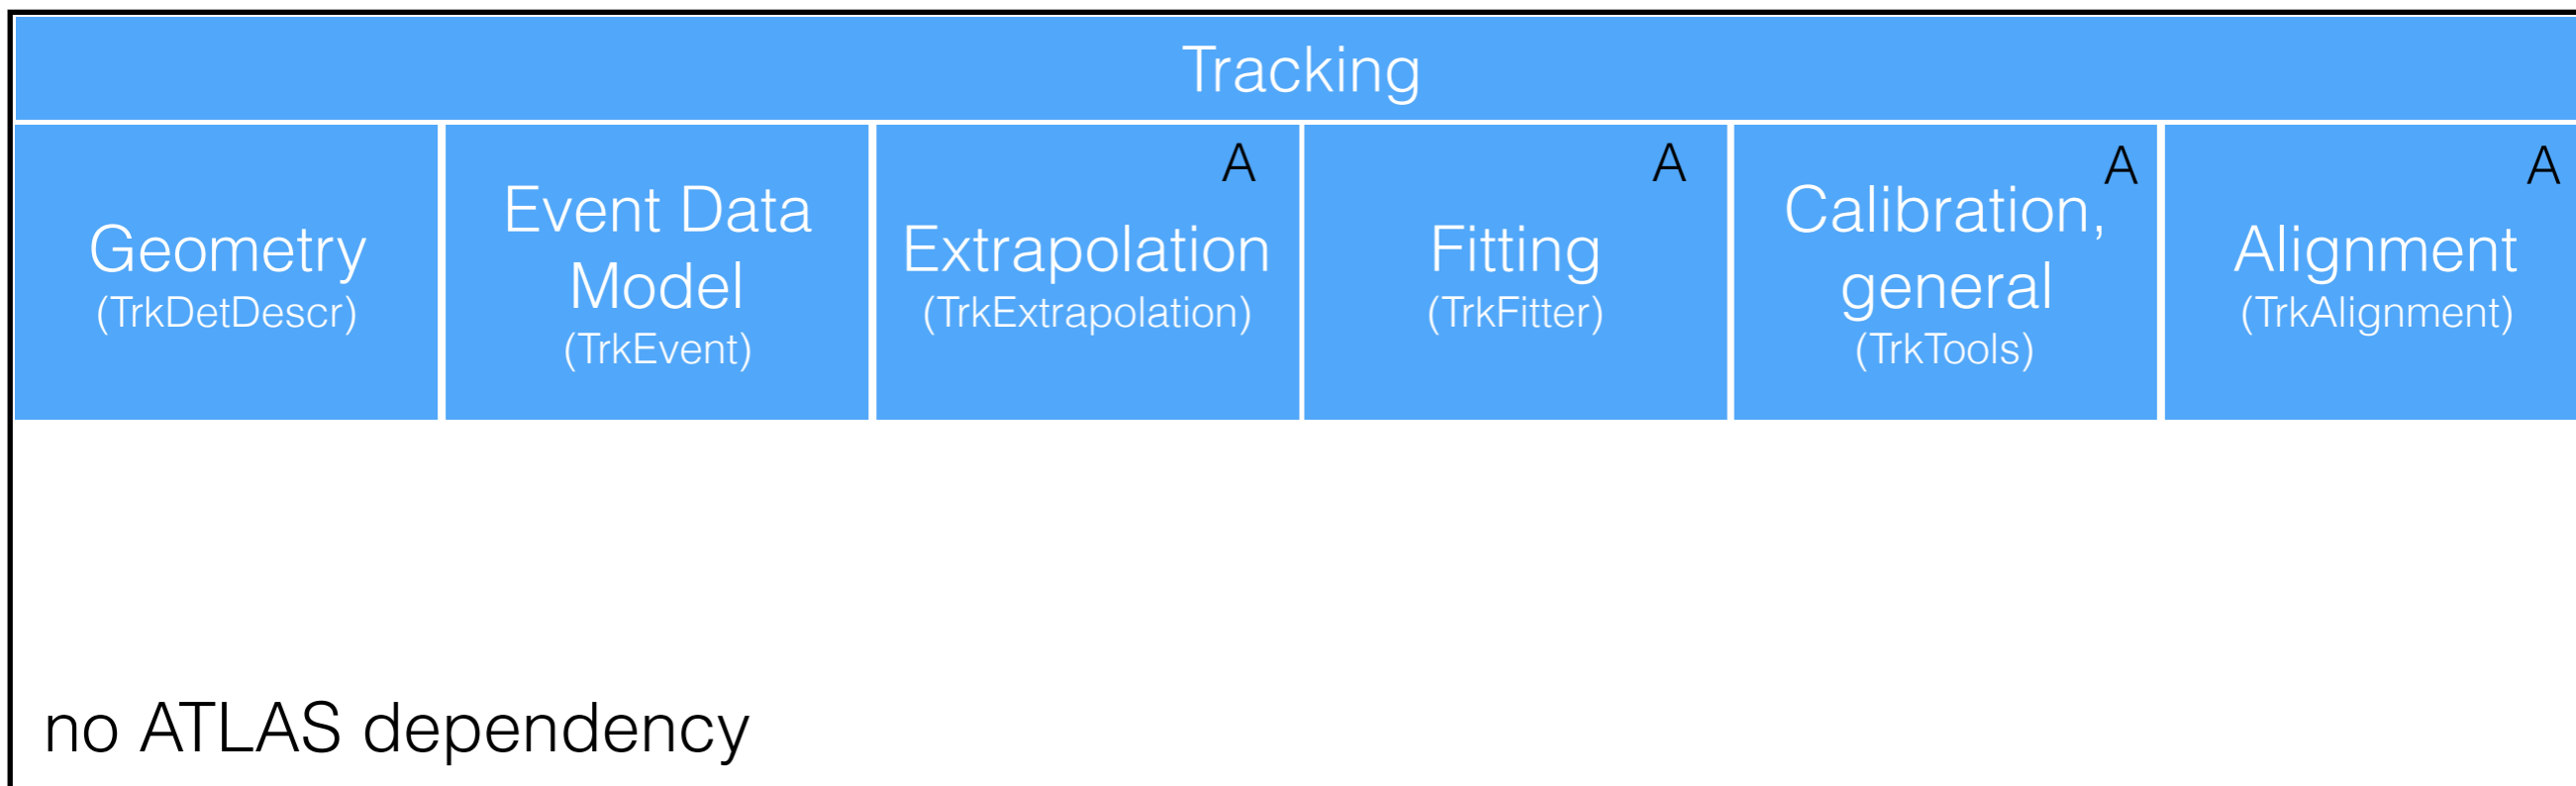 Tracking
Geometry
(TrkDetDescr)
Event Data
Model
(TrkEvent)
A
Extrapolation
(TrkExtrapolation)
A
Fitting
(TrkFitter)
A
Calibration,
general
(TrkTools)
A
Alignment
(TrkAlignment)
no ATLAS dependency